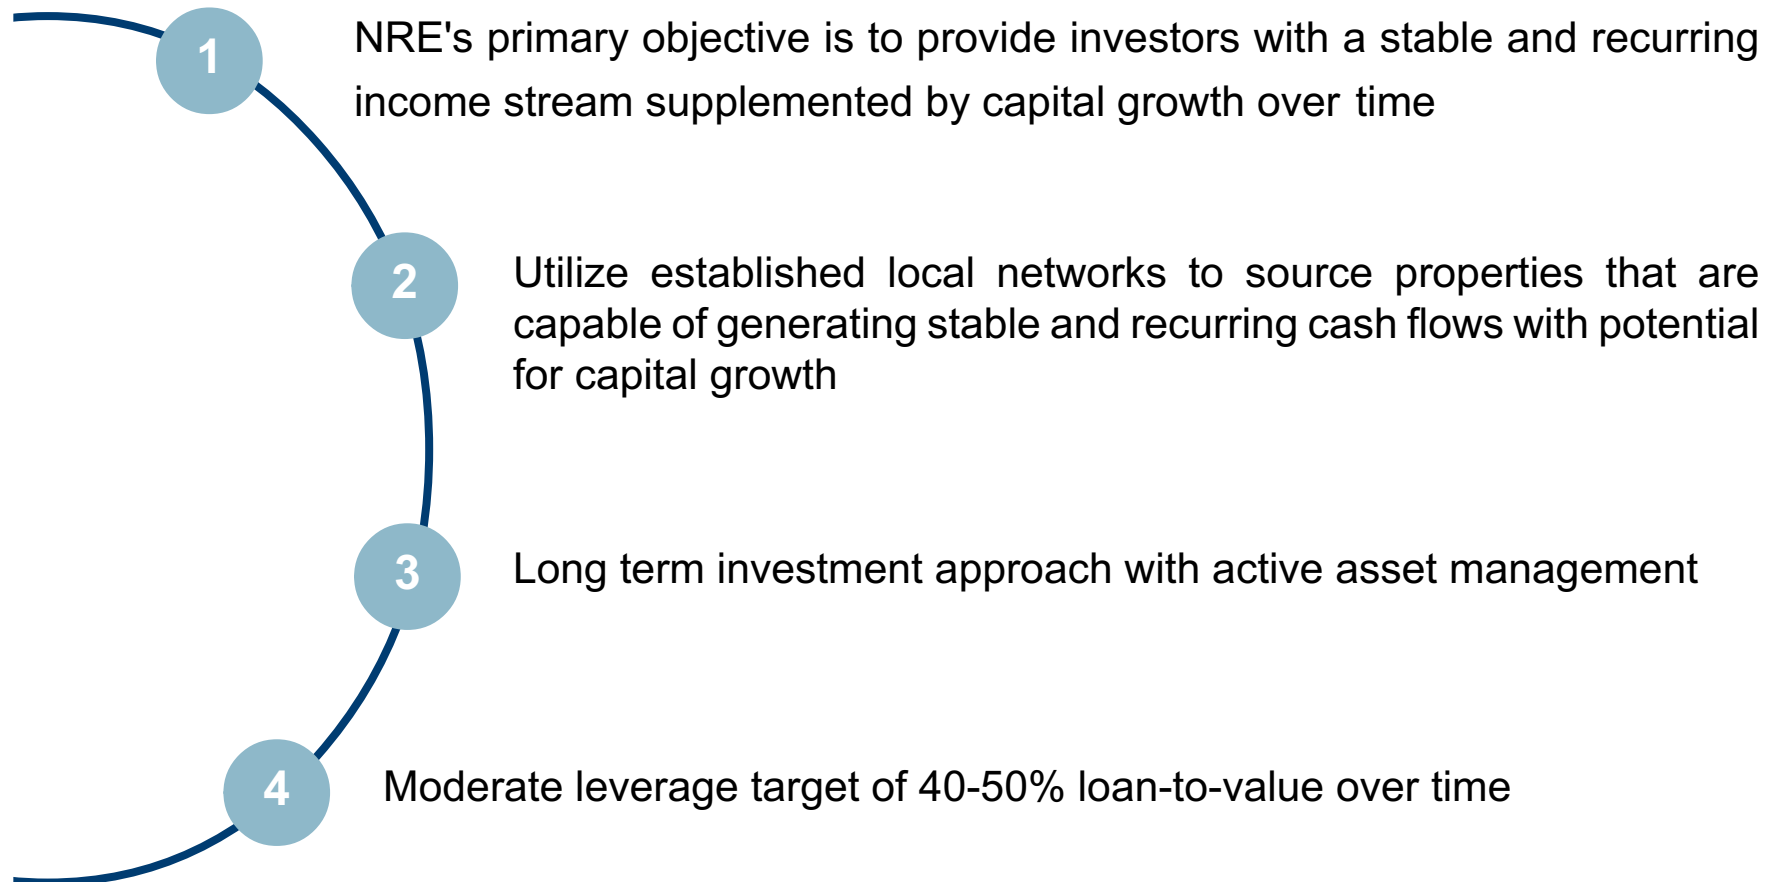 1
NRE's primary objective is to provide investors with a stable and recurring
income stream supplemented by capital growth over time
2
Utilize established local networks to source properties that are
capable of generating stable and recurring cash flows with potential
for capital growth
3
Long term investment approach with active asset management
4
Moderate leverage target of 40-50% loan-to-value over time